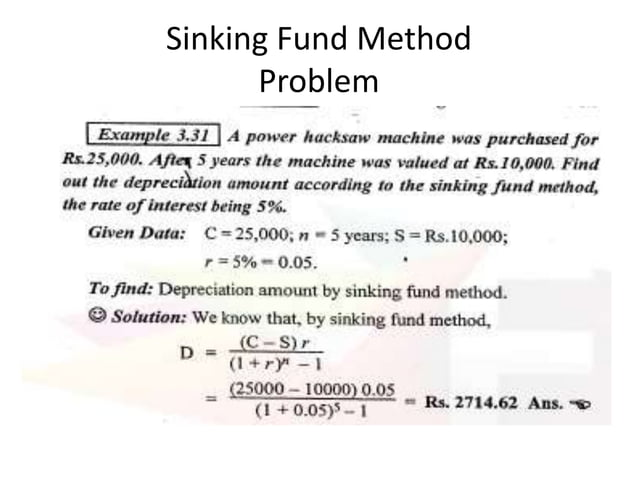 Sinking Fund Method
Problem
Example 3.31 A power hacksaw machine was purchased for
Rs.25,000. After 5 years the machine was valued at Rs.10,000. Find
out the depreciation amount according to the sinking fund method,
the rate of interest being 5%.
Given Data: C = 25,000; n = 5 years; S = Rs.10,000;
r = 5% = 0.05.
To find: Depreciation amount by sinking fund method.
☺ Solution: We know that, by sinking fund method,
D = (C – S) r / (1 + r)ⁿ – 1
= (25000 – 10000) 0.05 / (1 + 0.05)⁵ – 1 = Rs. 2714.62 Ans.